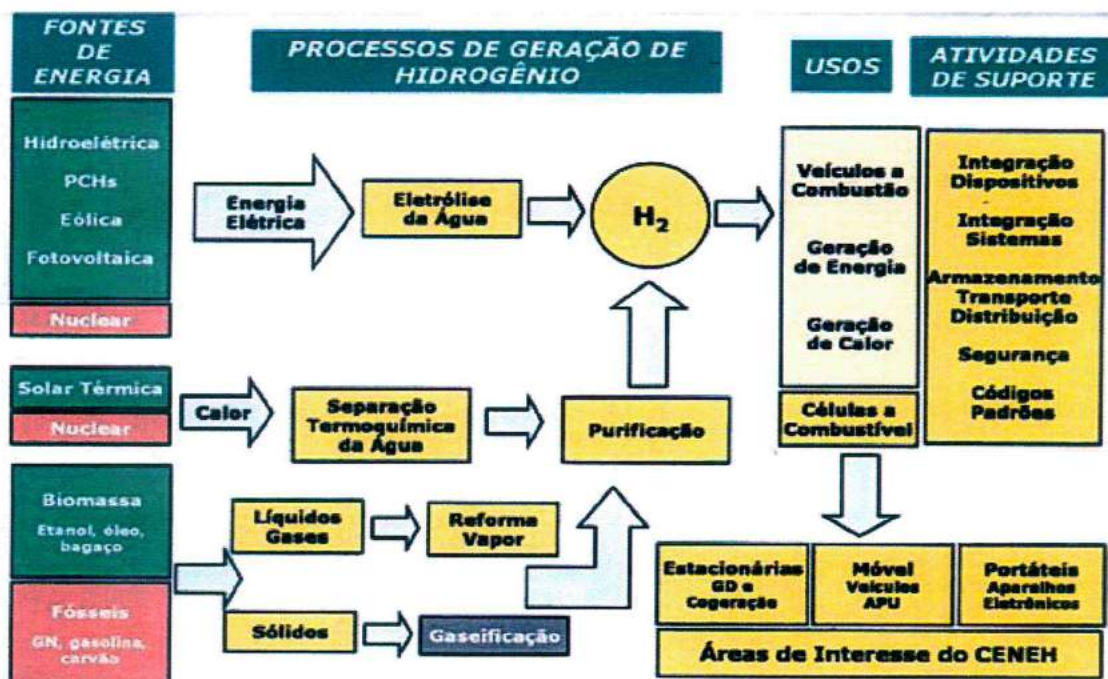 FONTES
DE
ENERGIA
PROCESSOS DE GERAÇÃO DE
HIDROGÊNIO
USOS
ATIVIDADES
DE SUPORTE
Hidroelétrica
PCHs
Eólica
Fotovoltaica
Nuclear
Energia
Elétrica
Eletrólise
da Água
H₂
Veículos a
Combustão
Geração
de Energia
Geração
de Calor
Células a
Combustível
Integração
Dispositivos
Integração
Sistemas
Armazenamento
Transporte
Distribuição
Segurança
Códigos
Padrões
Solar Térmica
Nuclear
Calor
Separação
Termoquímica
da Água
Purificação
Biomassa
Etanol, óleo,
bagaço
Fósseis
GN, gasolina,
carvão
Líquidos
Gases
Reforma
Vapor
Sólidos
Gaseificação
Estacionárias
GD e
Cogeração
Móvel
Veículos
APU
Portáteis
Aparelhos
Eletrônicos
Áreas de Interesse do CENEH